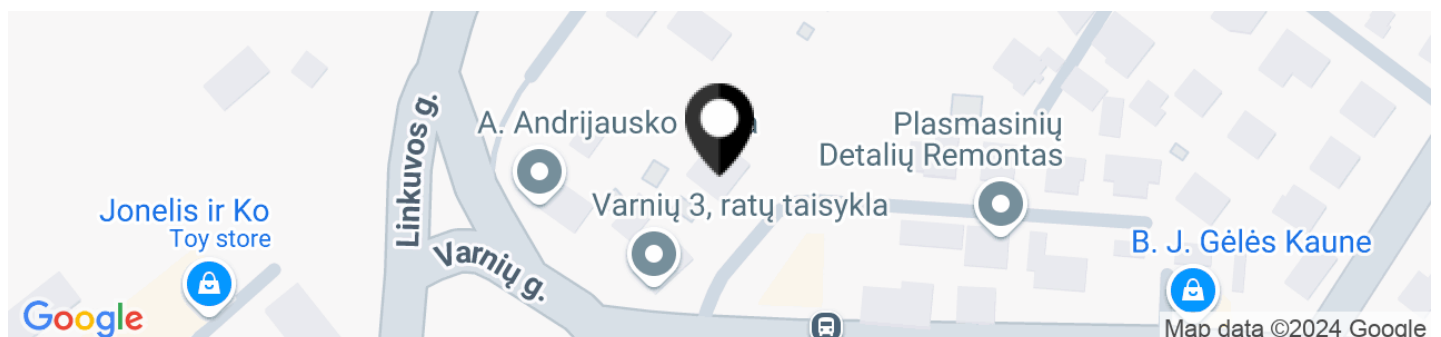 Linkuvos g.
A. Andrijausko
Plasmasinių
Detalių Remontas
Jonelis ir Ko
Toy store
Varnių 3, ratų taisykla
Varnių g.
B. J. Gėlės Kaune
Google
Map data ©2024 Google